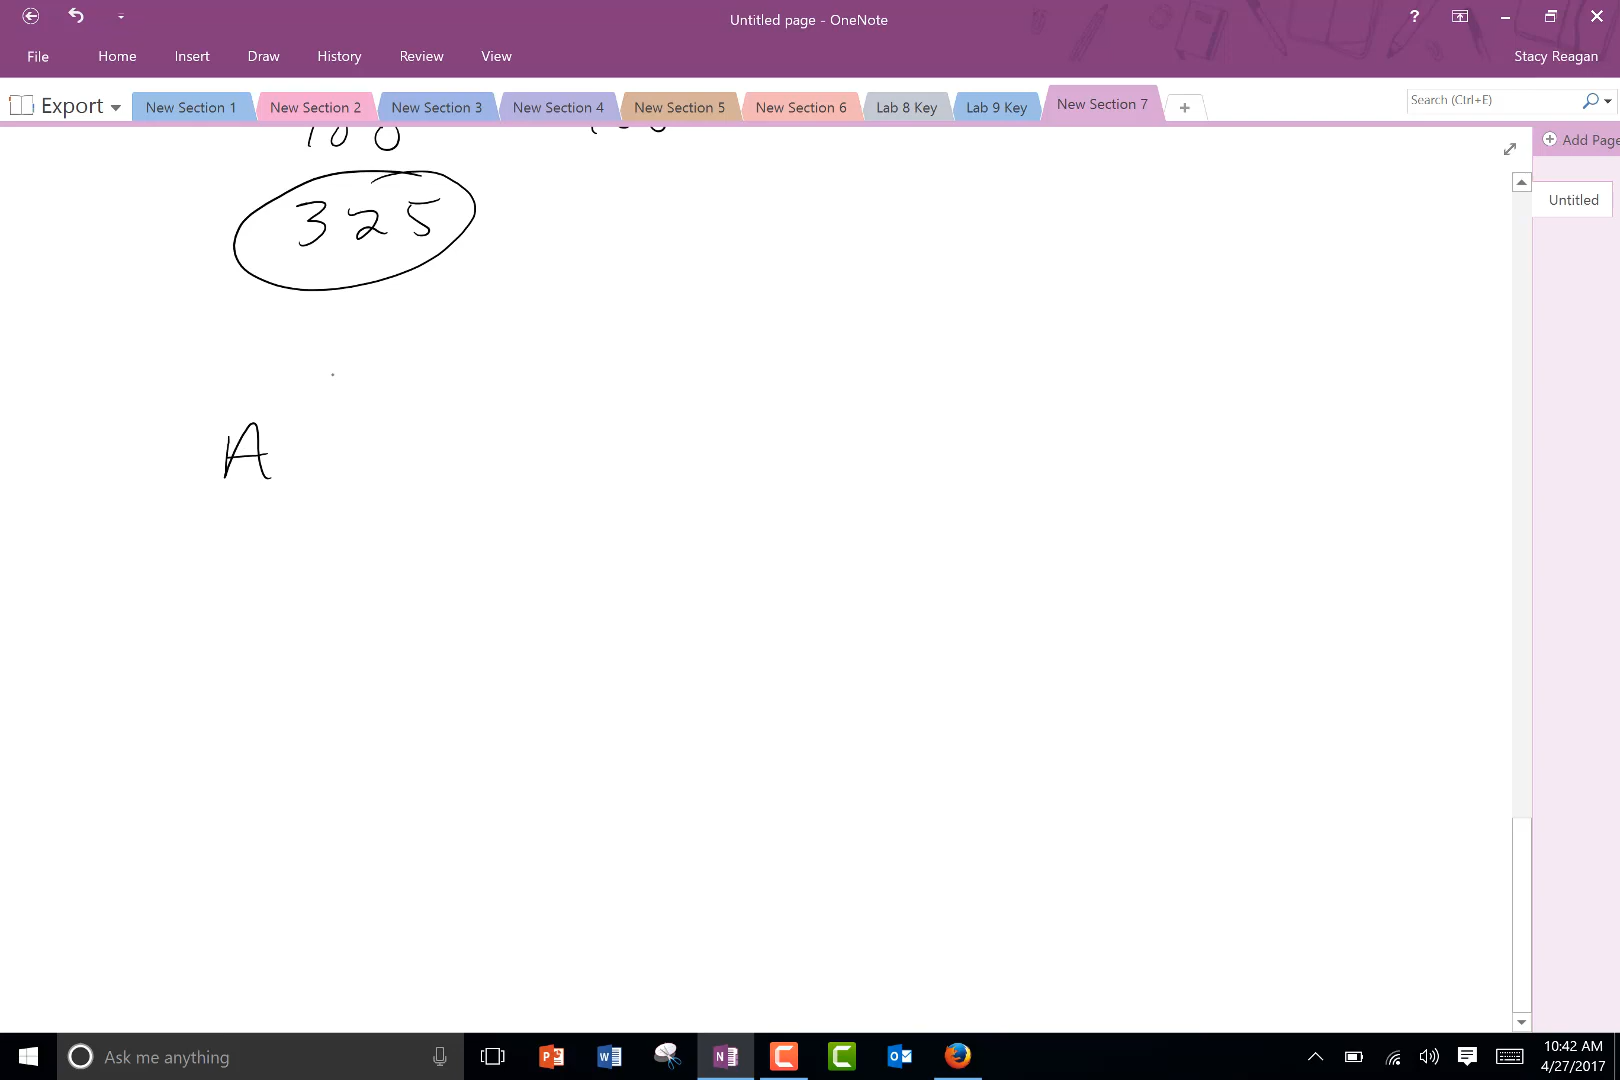 Untitled page - OneNote
?
File Home Insert Draw History Review View
Stacy Reagan
Export New Section 1 New Section 2 New Section 3 New Section 4 New Section 5 New Section 6 Lab 8 Key Lab 9 Key New Section 7 +
Search (Ctrl+E)
Add Page
100
325
Untitled
A
Ask me anything
10:42 AM
4/27/2017